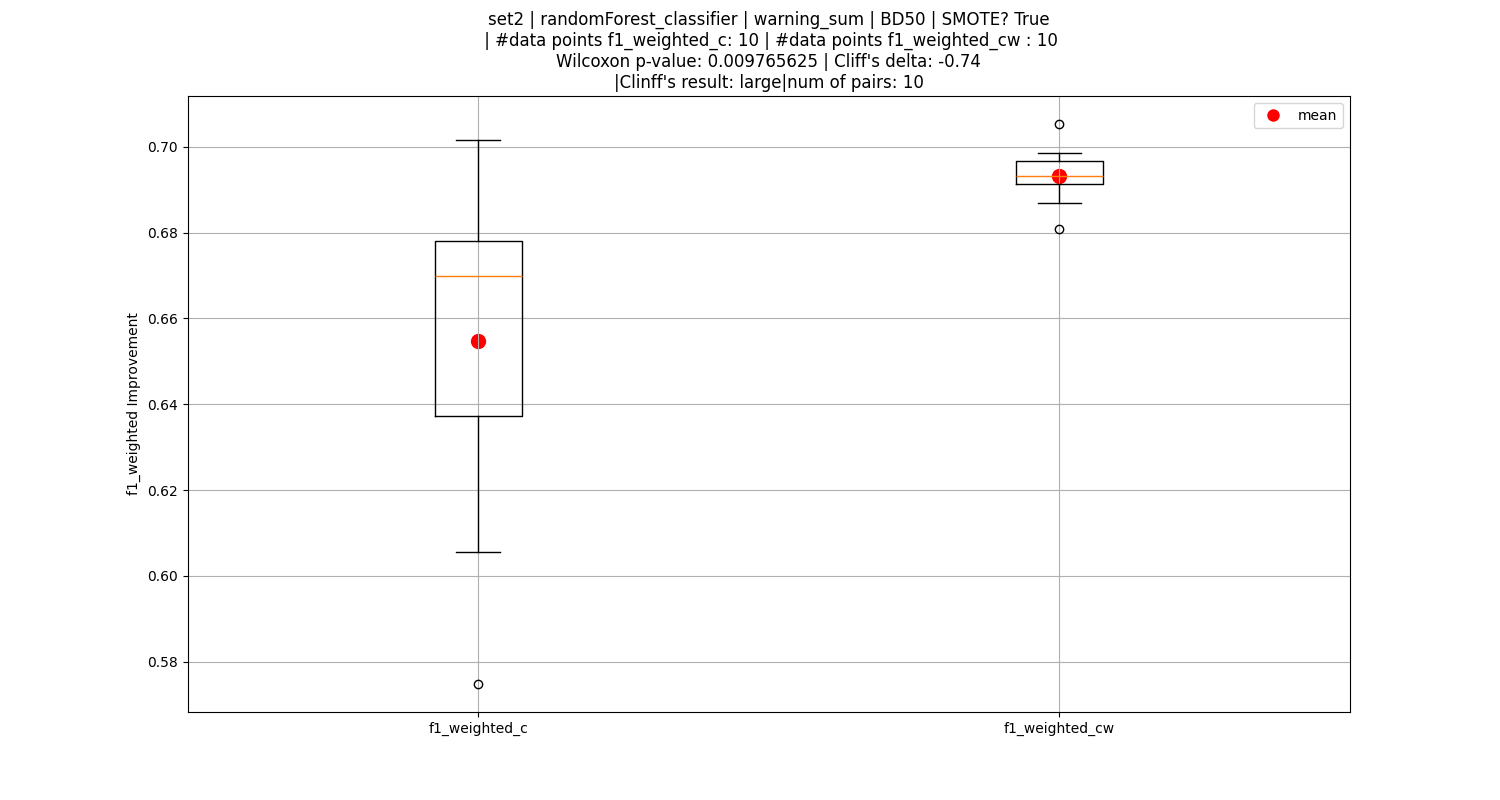 set2 | randomForest_classifier | warning_sum | BD50 | SMOTE? True
| #data points f1_weighted_c: 10 | #data points f1_weighted_cw : 10
Wilcoxon p-value: 0.009765625 | Cliff's delta: -0.74
|Clinff's result: large|num of pairs: 10
mean
0.70
0.68
0.66
0.64
0.62
0.60
0.58
f1_weighted Improvement
f1_weighted_c
f1_weighted_cw